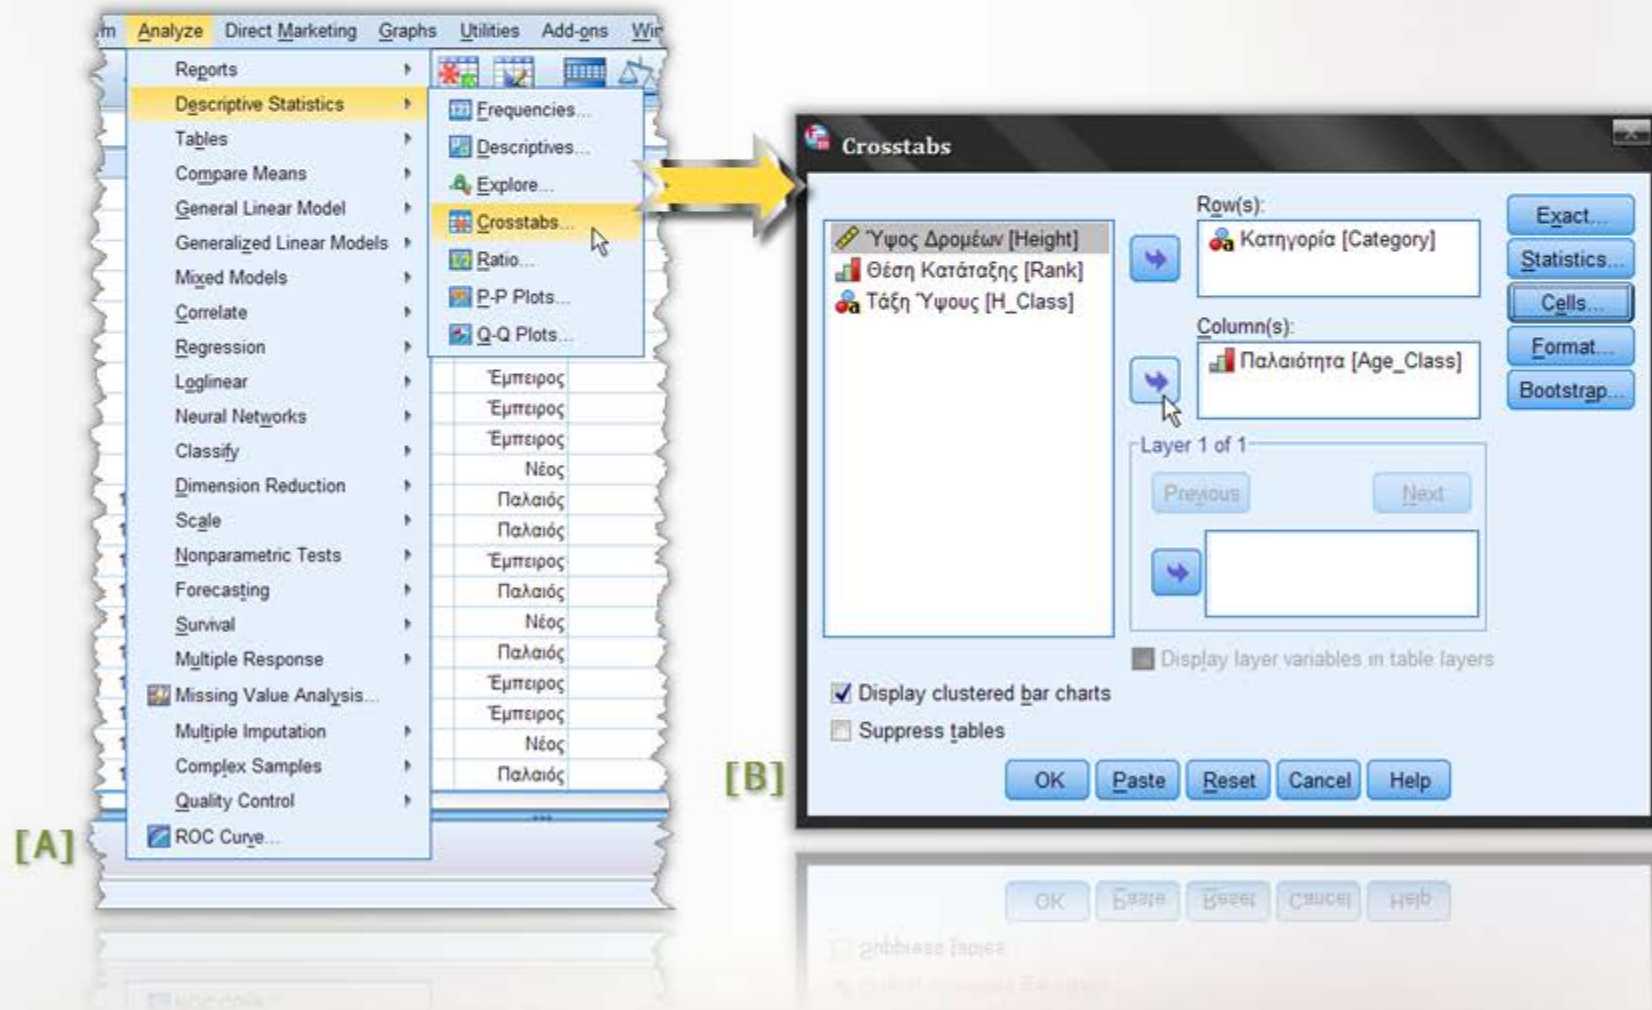 m Analyze Direct Marketing Graphs Utilities Add-ons Win
Reports
Descriptive Statistics
Tables
Compare Means
General Linear Model
Generalized Linear Models
Mixed Models
Correlate
Regression
Loglinear
Neural Networks
Classify
Dimension Reduction
Scale
Nonparametric Tests
Forecasting
Survival
Multiple Response
Missing Value Analysis...
Multiple Imputation
Complex Samples
Quality Control
ROC Curve...
[A]
Frequencies...
Descriptives...
Explore...
Crosstabs...
Ratio...
P-P Plots...
Q-Q Plots...
Έμπειρος
Έμπειρος
Έμπειρος
Νέος
Παλαιός
Παλαιός
Έμπειρος
Παλαιός
Νέος
Παλαιός
Έμπειρος
Έμπειρος
Νέος
Παλαιός
[B]
Crosstabs
Ύψος Δρομέων [Height]
Θέση Κατάταξης [Rank]
Τάξη Ύψους [H_Class]
Row(s):
Κατηγορία [Category]
Column(s):
Παλαιότητα [Age_Class]
Layer 1 of 1
Previous Next
Display layer variables in table layers
Exact...
Statistics...
Cells...
Format...
Bootstrap...
Display clustered bar charts
Suppress tables
OK Paste Reset Cancel Help